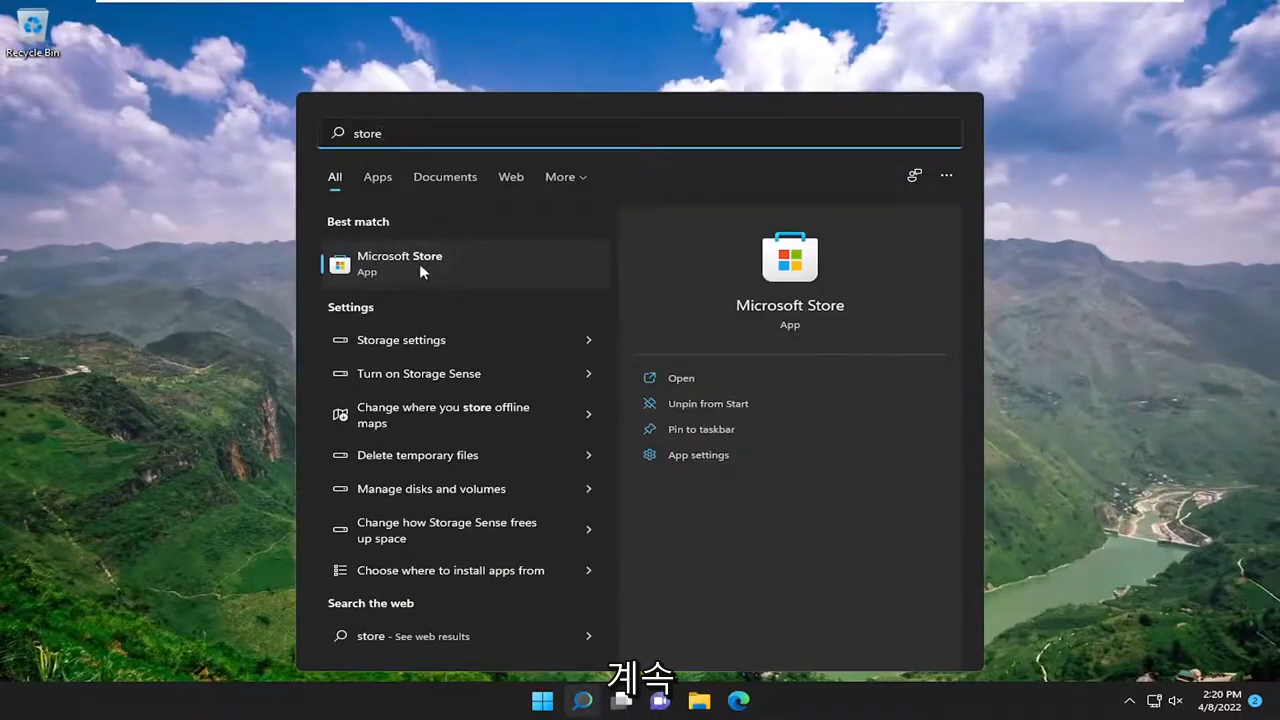 Recycle Bin
store
All Apps Documents Web More
Best match
Microsoft Store
App
Settings
Storage settings
Turn on Storage Sense
Change where you store offline
maps
Delete temporary files
Manage disks and volumes
Change how Storage Sense frees
up space
Choose where to install apps from
Search the web
store - See web results
Microsoft Store
App
Open
Unpin from Start
Pin to taskbar
App settings
계속
2:20 PM
4/8/2022
2